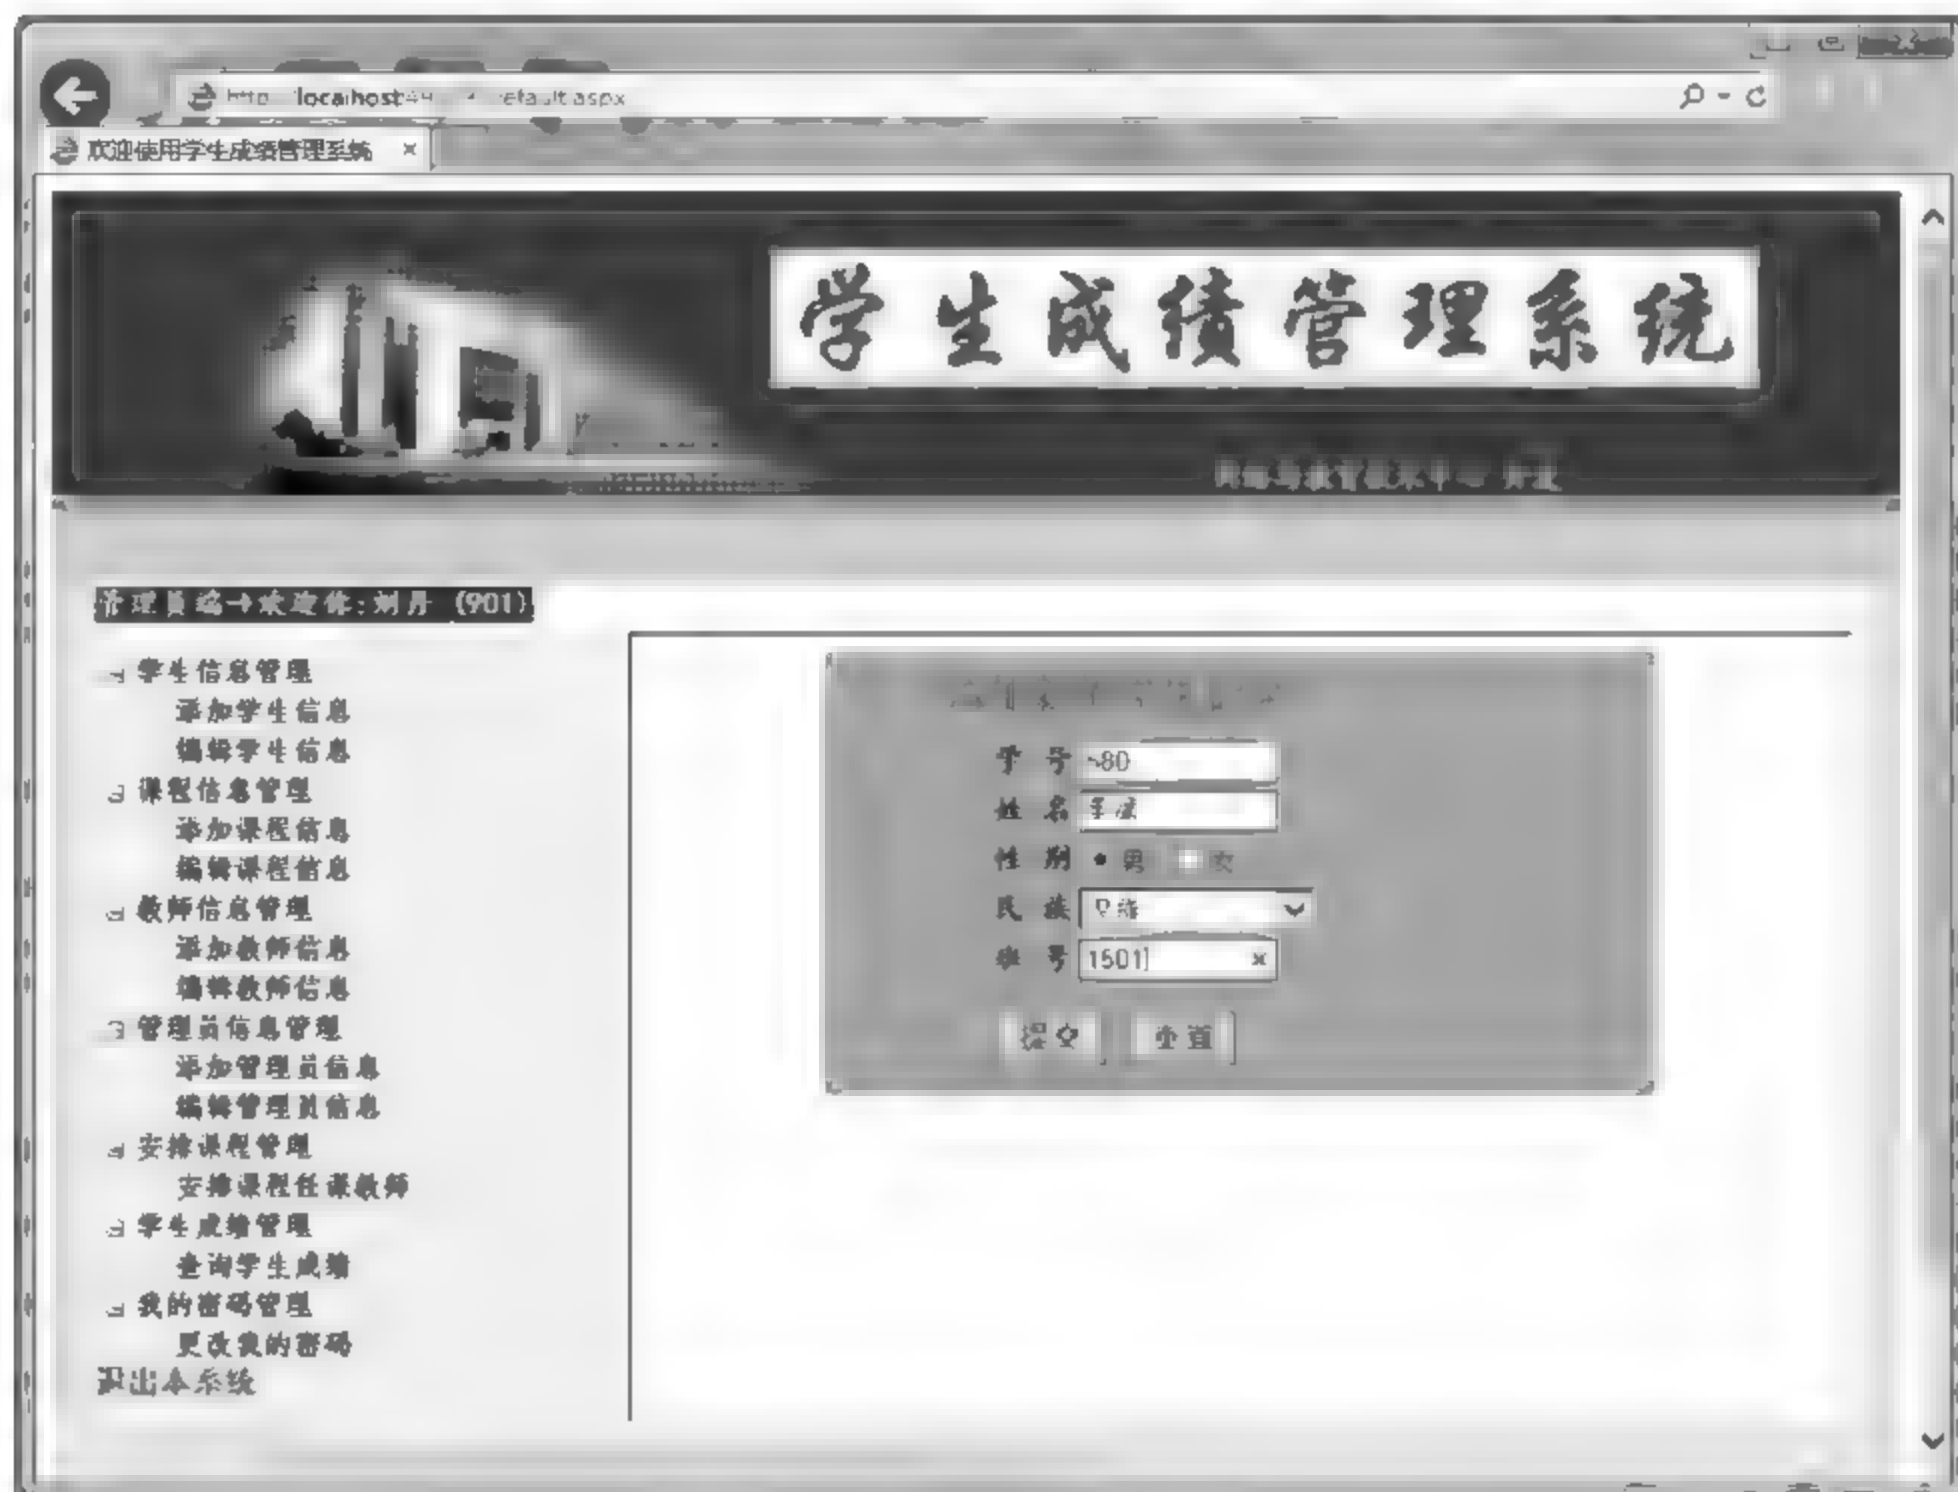 localhost
欢迎使用学生成绩管理系统 ×
学生成绩管理系统
管理员端→欢迎你:刘丹 (901)
学生信息管理
添加学生信息
编辑学生信息
课程信息管理
添加课程信息
编辑课程信息
教师信息管理
添加教师信息
编辑教师信息
管理员信息管理
添加管理员信息
编辑管理员信息
安排课程管理
安排课程任课教师
学生成绩管理
查询学生成绩
我的密码管理
更改我的密码
退出本系统
学 号
姓 名
性 别 男 女
民 族
班 号 1501
提交 重置